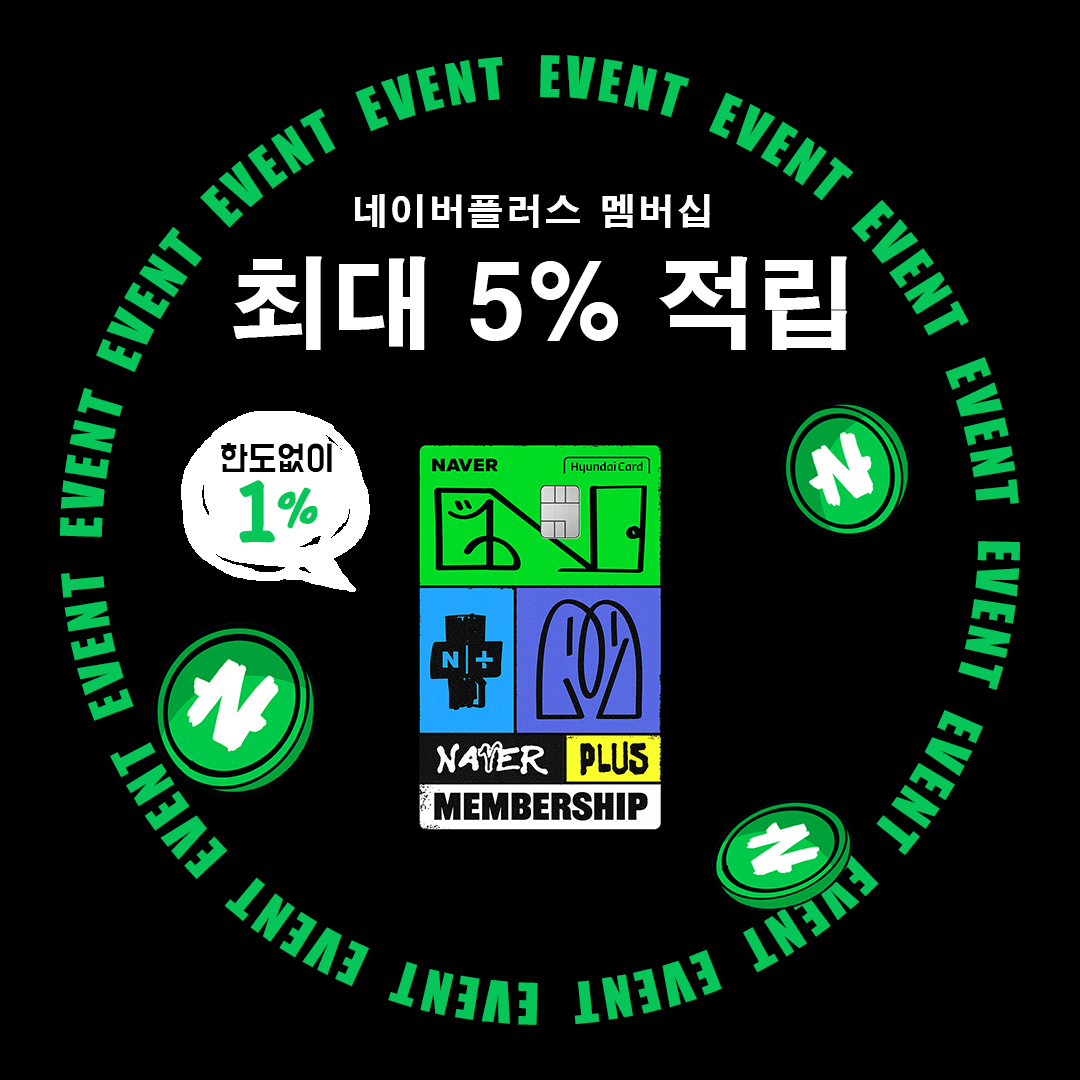 EVENT EVENT EVENT EVENT EVENT EVENT EVENT EVENT EVENT EVENT EVENT EVENT EVENT EVENT EVENT EVENT
네이버플러스 멤버십
최대 5% 적립
한도없이
1%
NAVER
Hyundai Card
N+
NAVER PLUS
MEMBERSHIP
N
N
N